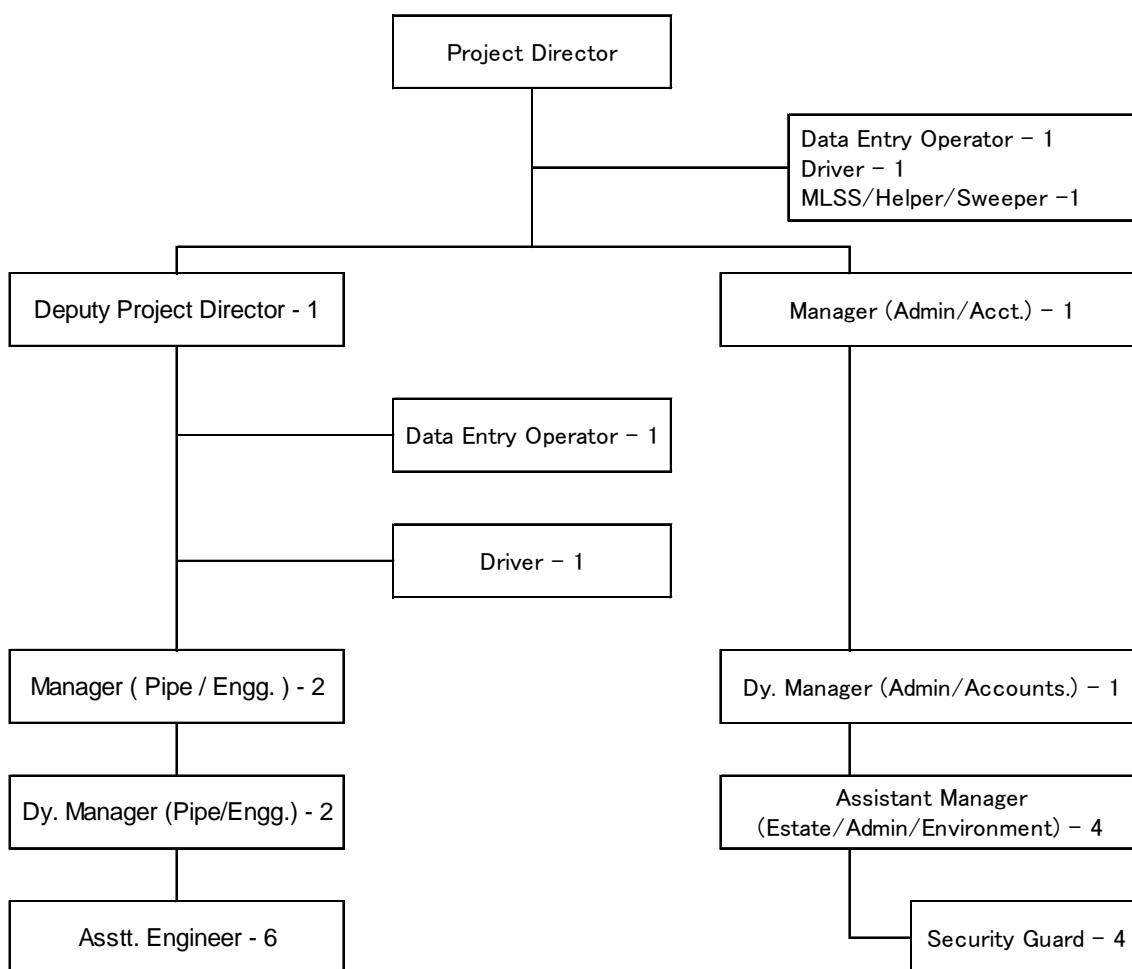 Project Director
Data Entry Operator - 1
Driver - 1
MLSS/Helper/Sweeper -1
Deputy Project Director - 1
Manager (Admin/Acct.) - 1
Data Entry Operator - 1
Driver - 1
Manager ( Pipe / Engg. ) - 2
Dy. Manager (Admin/Accounts.) - 1
Dy. Manager (Pipe/Engg.) - 2
Assistant Manager
(Estate/Admin/Environment) - 4
Asstt. Engineer - 6
Security Guard - 4